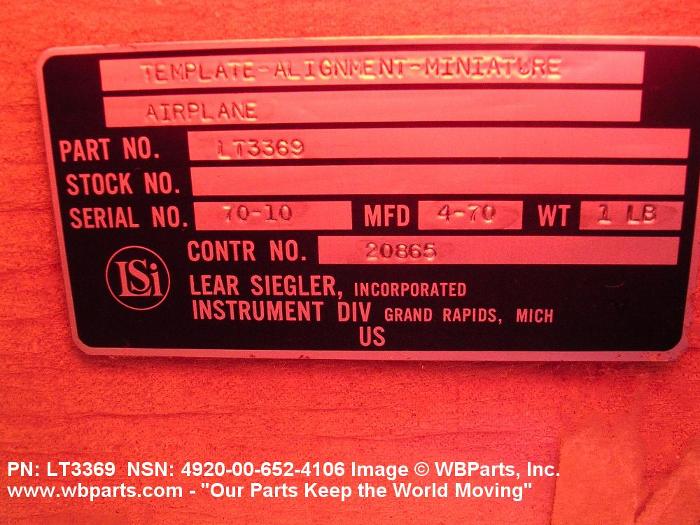 TEMPLATE-ALIGNMENT-MINIATURE
AIRPLANE
PART NO. LT3369
STOCK NO.
SERIAL NO. 70-10 MFD 4-70 WT 1 LB
CONTR NO. 20865
LSi
LEAR SIEGLER, INCORPORATED
INSTRUMENT DIV GRAND RAPIDS, MICH
US
PN: LT3369 NSN: 4920-00-652-4106 Image © WBParts, Inc.
www.wbparts.com - "Our Parts Keep the World Moving"